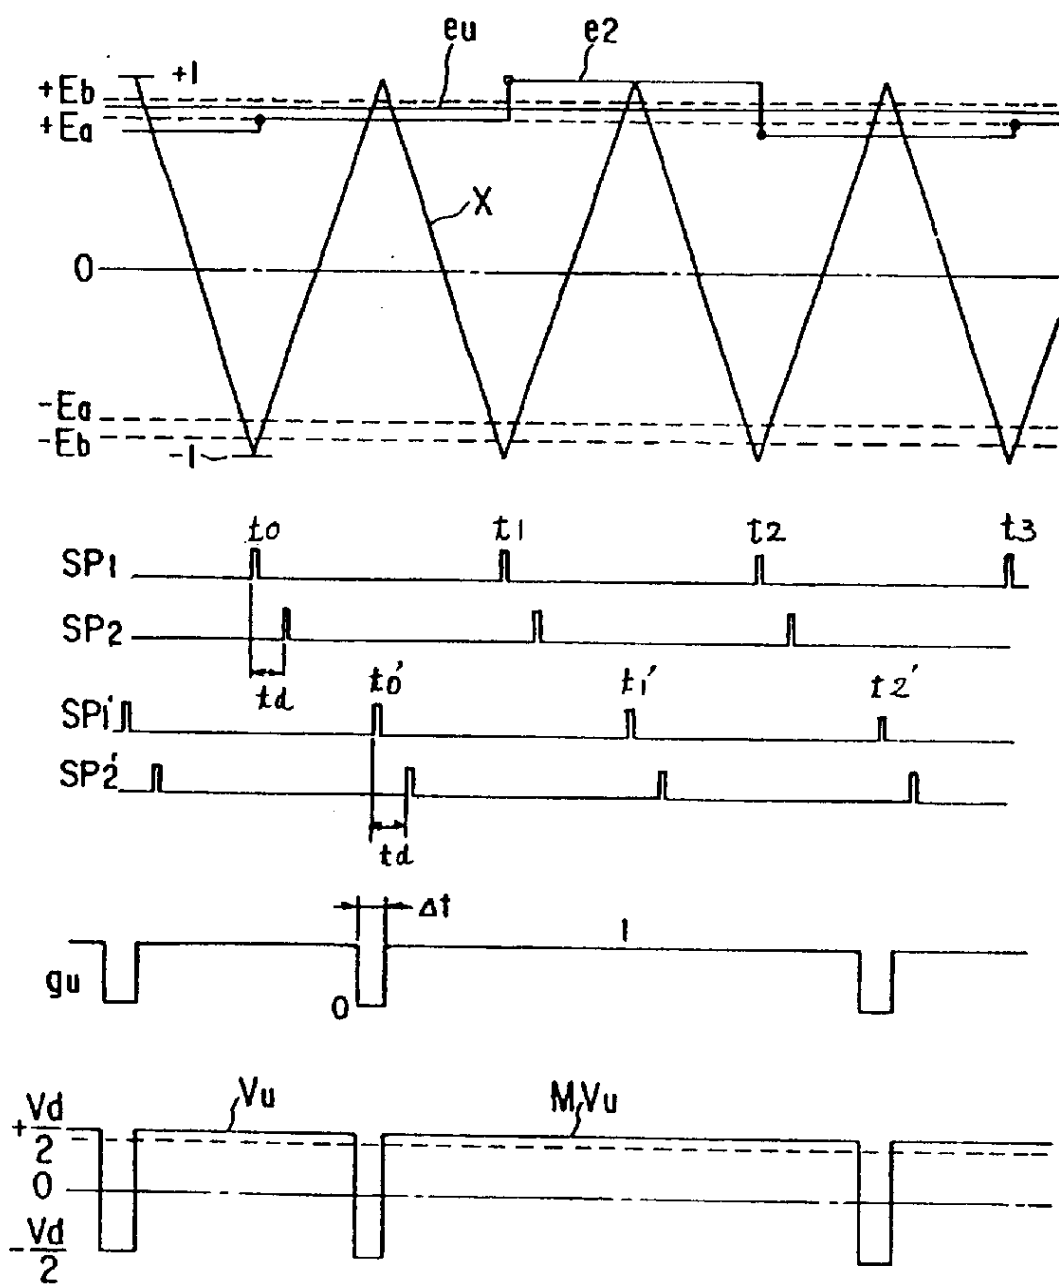 eu e2
+1
+Eb
+Ea
X
0
-Ea
-Eb
-1
t0 t1 t2 t3
SP1
SP2
td t0' t1' t2'
SP1'
SP2'
td
Δt
1
gu
0
Vu MVu
+Vd/2
0
-Vd/2